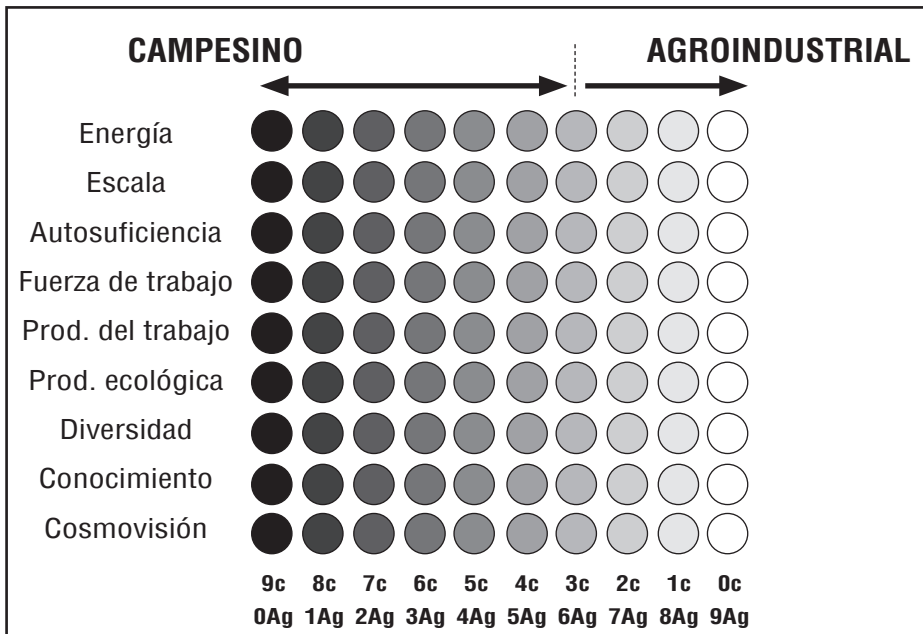 CAMPESINO AGROINDUSTRIAL
Energía
Escala
Autosuficiencia
Fuerza de trabajo
Prod. del trabajo
Prod. ecológica
Diversidad
Conocimiento
Cosmovisión
9c 8c 7c 6c 5c 4c 3c 2c 1c 0c
0Ag 1Ag 2Ag 3Ag 4Ag 5Ag 6Ag 7Ag 8Ag 9Ag